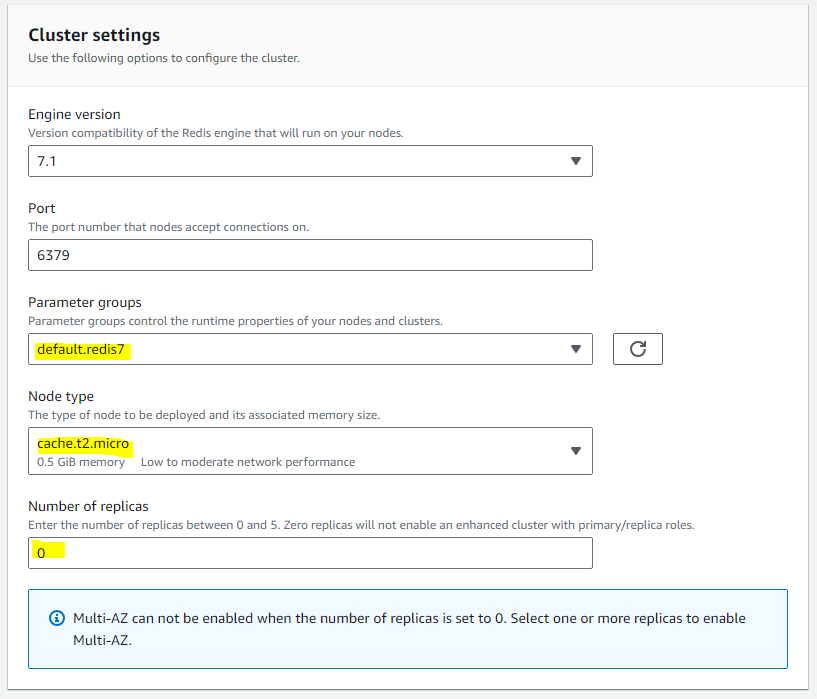 Cluster settings
Use the following options to configure the cluster.
Engine version
Version compatibility of the Redis engine that will run on your nodes.
7.1
Port
The port number that nodes accept connections on.
6379
Parameter groups
Parameter groups control the runtime properties of your nodes and clusters.
default.redis7
Node type
The type of node to be deployed and its associated memory size.
cache.t2.micro
0.5 GiB memory Low to moderate network performance
Number of replicas
Enter the number of replicas between 0 and 5. Zero replicas will not enable an enhanced cluster with primary/replica roles.
0
Multi-AZ can not be enabled when the number of replicas is set to 0. Select one or more replicas to enable
Multi-AZ.